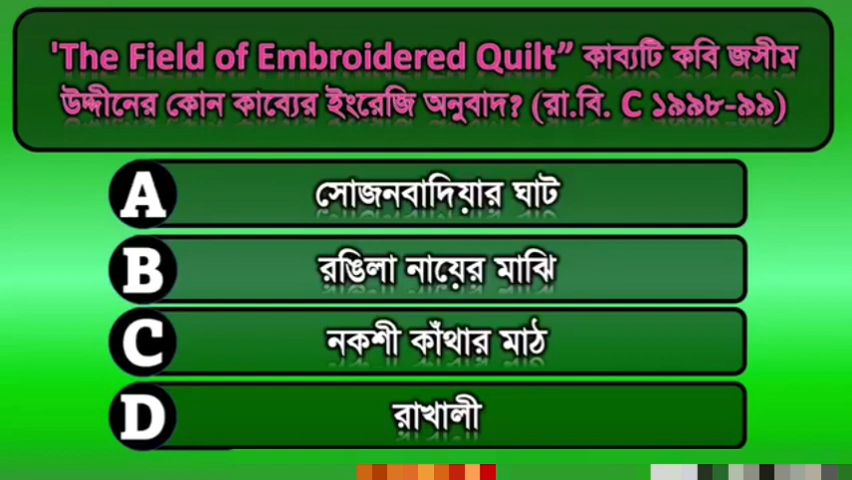 'The Field of Embroidered Quilt” কাব্যটি কবি জসীম
উদ্দীনের কোন কাব্যের ইংরেজি অনুবাদ? (রা.বি. C ১৯৯৮-৯৯)
A সোজনবাদিয়ার ঘাট
B রঙিলা নায়ের মাঝি
C নকশী কাঁথার মাঠ
D রাখালী